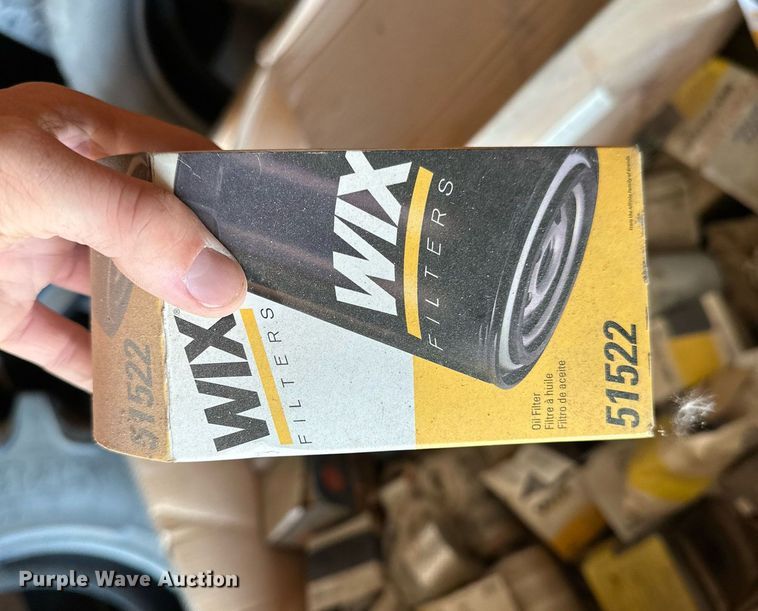 WIX
FILTERS
WIX®
FILTERS
51522
51522
Oil Filter
Filtre à huile
Filtro de aceite
Purple Wave Auction